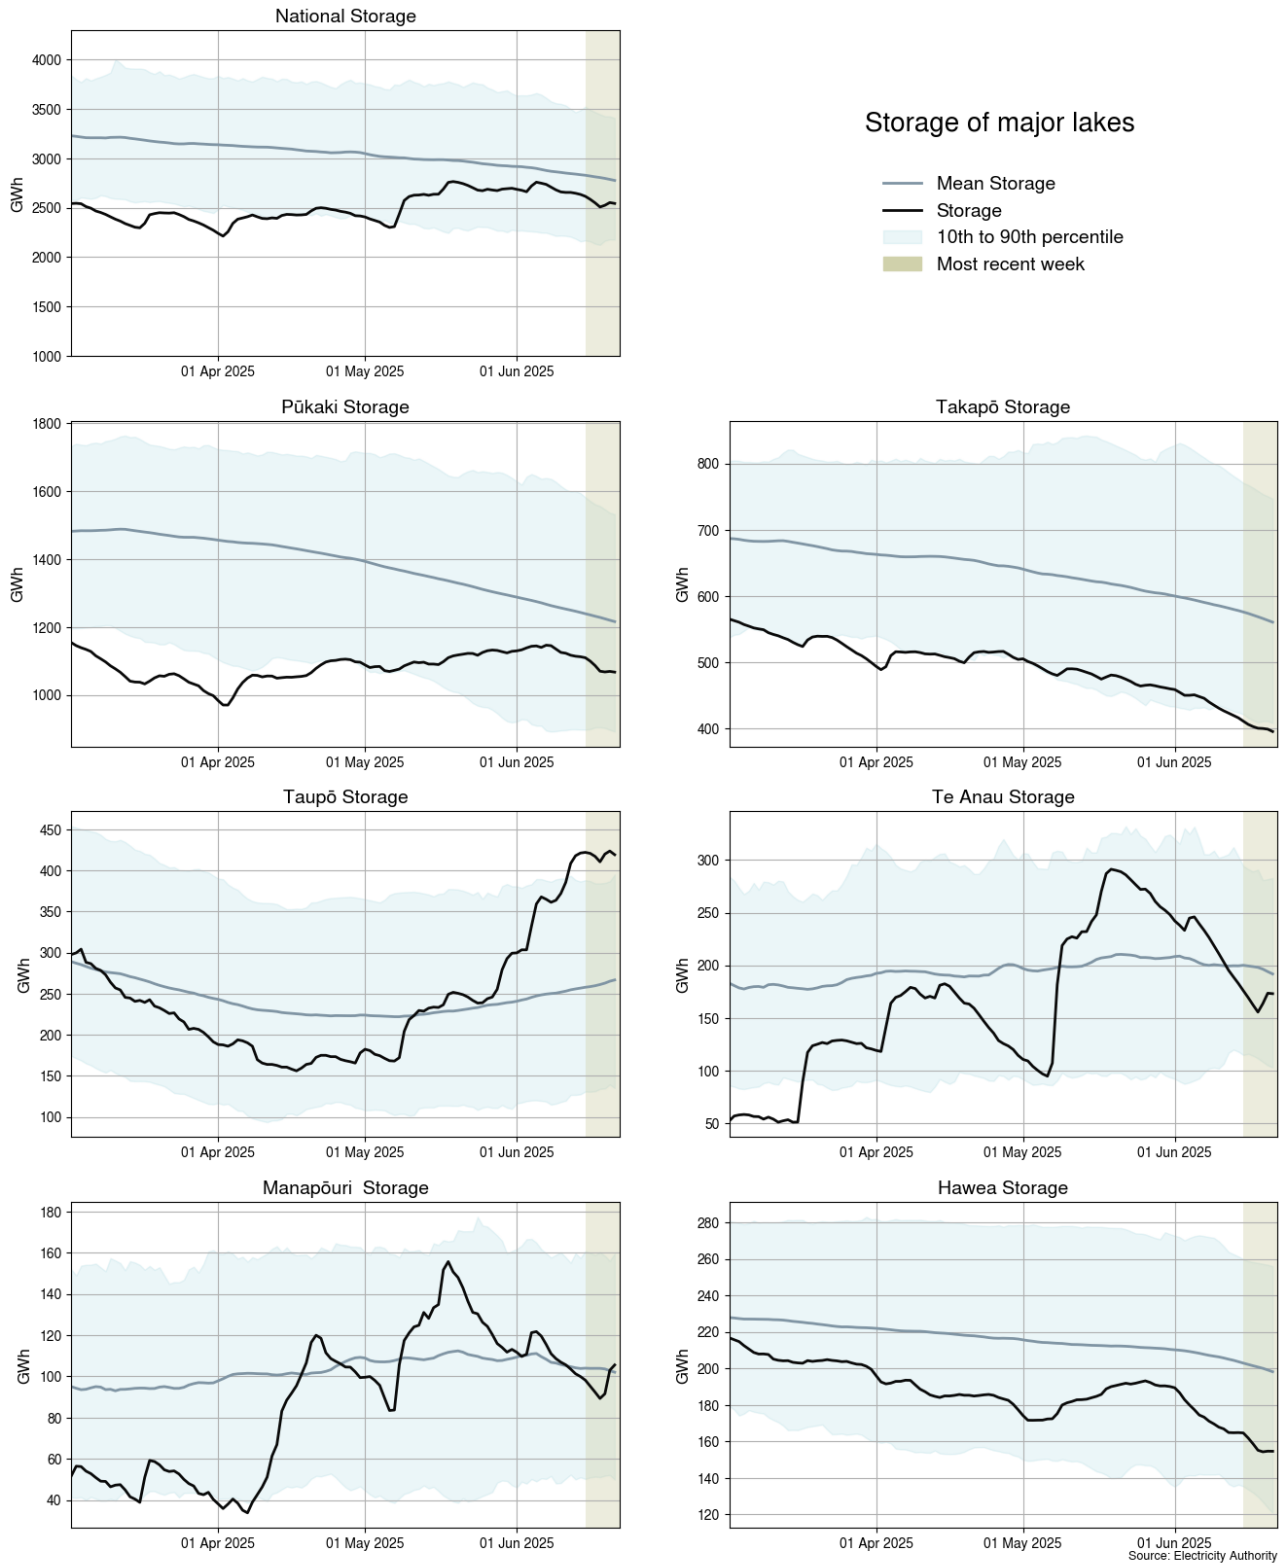 National Storage
4000
3500
3000
2500
2000
1500
1000
GWh
01 Apr 2025 01 May 2025 01 Jun 2025
Storage of major lakes
Mean Storage
Storage
10th to 90th percentile
Most recent week
Pūkaki Storage
1800
1600
1400
1200
1000
GWh
01 Apr 2025 01 May 2025 01 Jun 2025
Takapō Storage
800
700
600
500
400
GWh
01 Apr 2025 01 May 2025 01 Jun 2025
Taupō Storage
450
400
350
300
250
200
150
100
GWh
01 Apr 2025 01 May 2025 01 Jun 2025
Te Anau Storage
300
250
200
150
100
50
GWh
01 Apr 2025 01 May 2025 01 Jun 2025
Manapōuri  Storage
180
160
140
120
100
80
60
40
GWh
01 Apr 2025 01 May 2025 01 Jun 2025
Hawea Storage
280
260
240
220
200
180
160
140
120
GWh
01 Apr 2025 01 May 2025 01 Jun 2025
Source: Electricity Authority